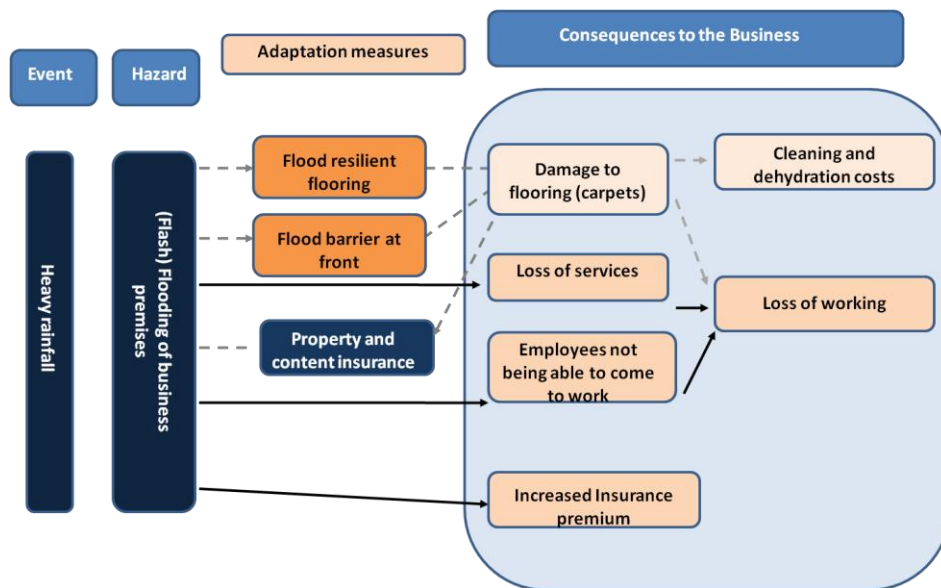 Event
Hazard
Adaptation measures
Consequences to the Business
Heavy rainfall
(Flash) Flooding of business
premises
Flood resilient
flooring
Flood barrier at
front
Property and
content insurance
Damage to
flooring (carpets)
Loss of services
Employees not
being able to come
to work
Increased Insurance
premium
Cleaning and
dehydration costs
Loss of working